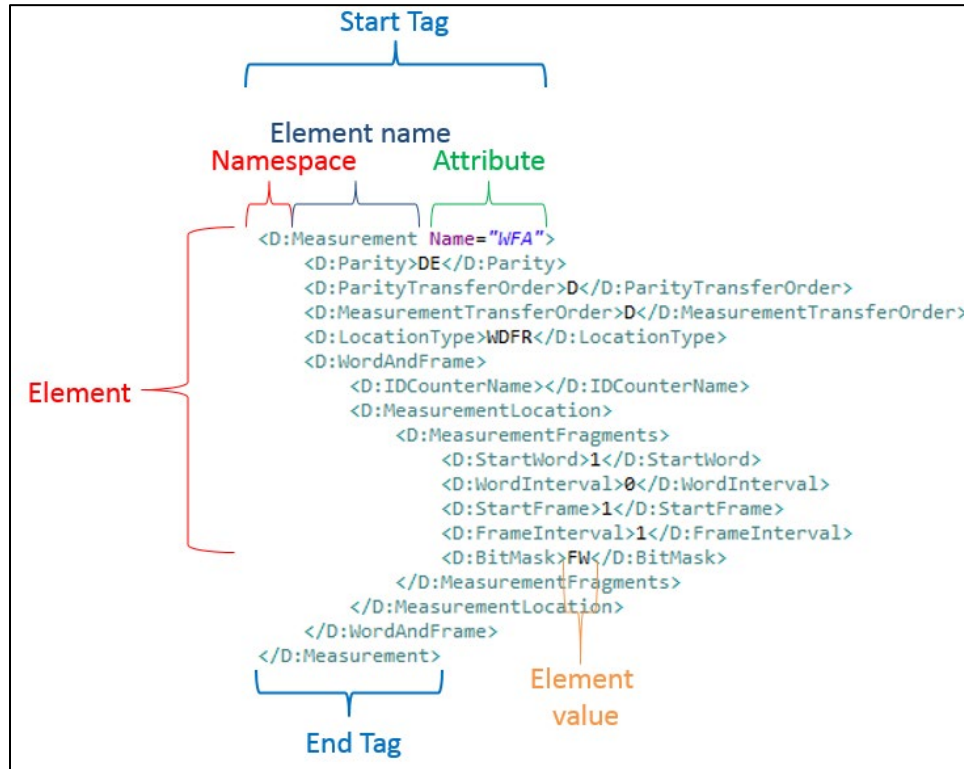 Start Tag
Element name
Namespace
Attribute
<D:Measurement Name="WFA">
<D:Parity>DE</D:Parity>
<D:ParityTransferOrder>D</D:ParityTransferOrder>
<D:MeasurementTransferOrder>D</D:MeasurementTransferOrder>
<D:LocationType>WDFR</D:LocationType>
<D:WordAndFrame>
Element
<D:IDCounterName></D:IDCounterName>
<D:MeasurementLocation>
<D:MeasurementFragments>
<D:StartWord>1</D:StartWord>
<D:WordInterval>0</D:WordInterval>
<D:StartFrame>1</D:StartFrame>
<D:FrameInterval>1</D:FrameInterval>
<D:BitMask>FW</D:BitMask>
</D:MeasurementFragments>
</D:MeasurementLocation>
</D:WordAndFrame>
</D:Measurement>
Element
value
End Tag